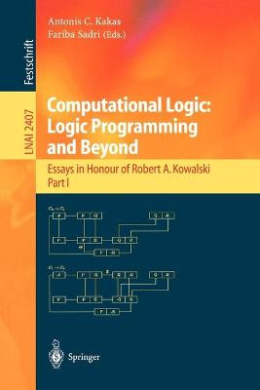 Antonis C. Kakas
Fariba Sadri (Eds.)
Festschrift
LNAI 2407
Computational Logic:
Logic Programming
and Beyond
Essays in Honour of Robert A. Kowalski
Part I
Springer